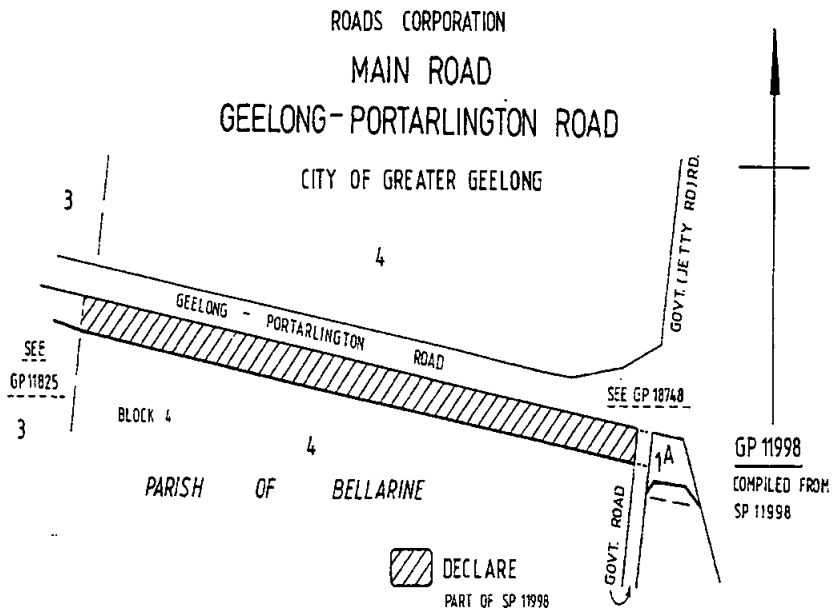 ROADS CORPORATION
MAIN ROAD
GEELONG-PORTARLINGTON ROAD
CITY OF GREATER GEELONG
3
4
GOVT. (JETTY RD) RD.
GEELONG - PORTARLINGTON ROAD
SEE
GP 11825
3
BLOCK 4
4
SEE GP 18748
1A
GP 11998
COMPILED FROM
SP 11998
PARISH OF BELLARINE
GOVT. ROAD
DECLARE
PART OF SP 11998